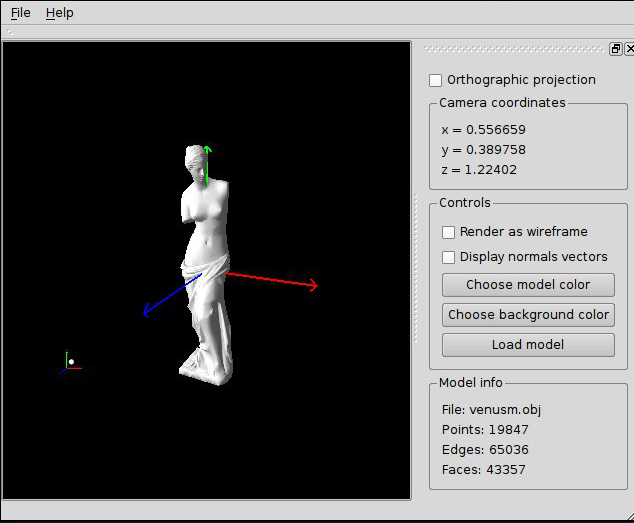 File Help
Orthographic projection
Camera coordinates
x = 0.556659
y = 0.389758
z = 1.22402
Controls
Render as wireframe
Display normals vectors
Choose model color
Choose background color
Load model
Model info
File: venusm.obj
Points: 19847
Edges: 65036
Faces: 43357